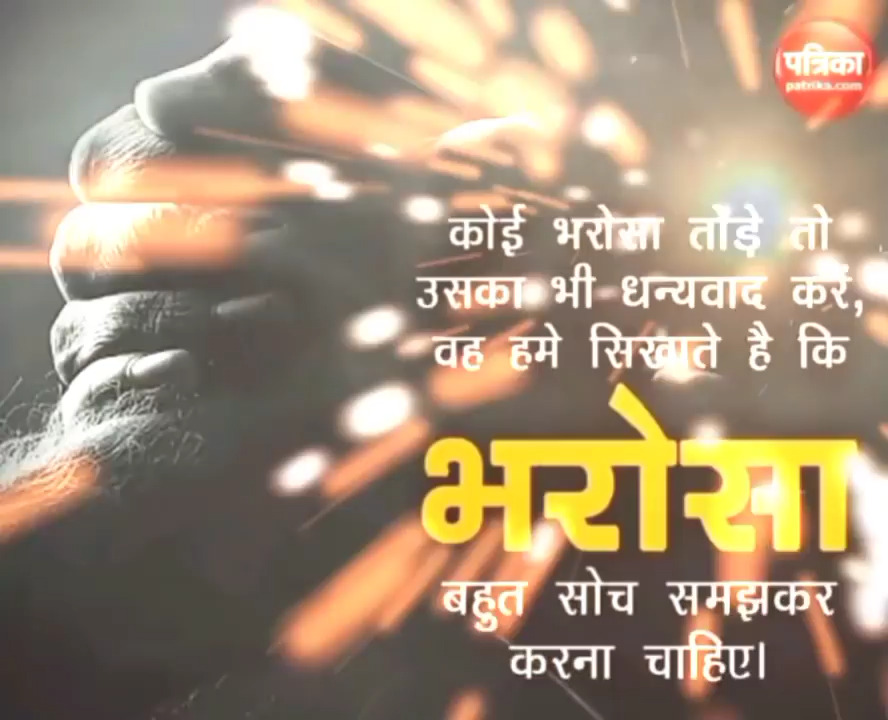 पत्रिका
patrika.com
कोई भरोसा तोड़े तो
उसका भी धन्यवाद करें,
वह हमे सिखाते है कि
भरोसा
बहुत सोच समझकर
करना चाहिए।